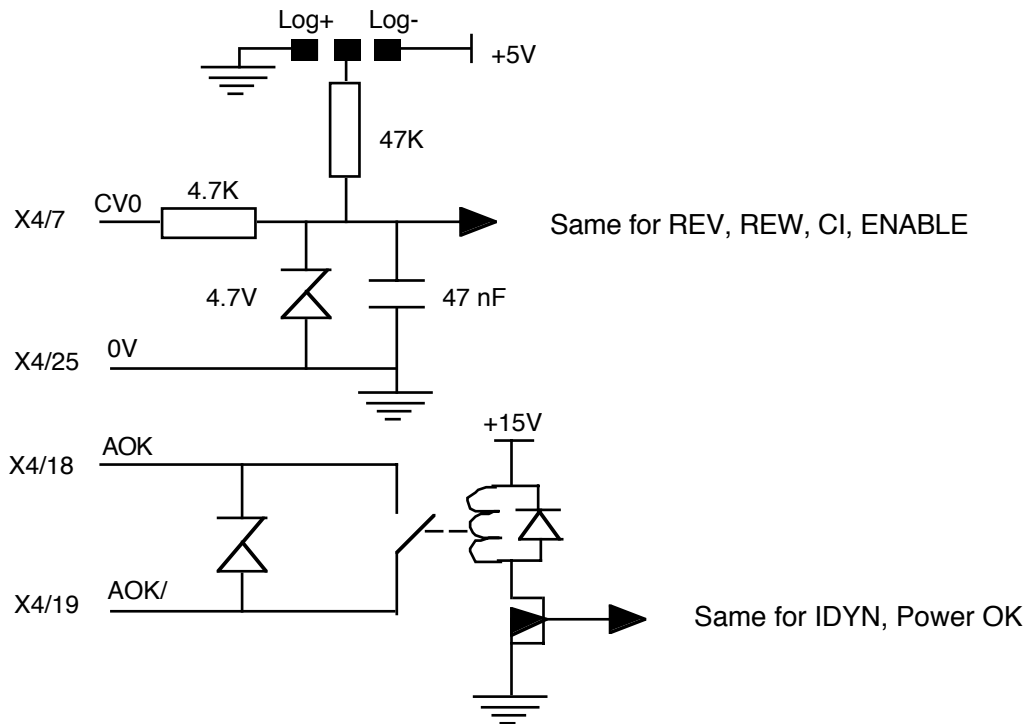 Log+ Log-
+5V
47K
4.7K
X4/7 CV0
Same for REV, REW, CI, ENABLE
4.7V 47 nF
X4/25 0V
+15V
X4/18 AOK
X4/19 AOK/
Same for IDYN, Power OK